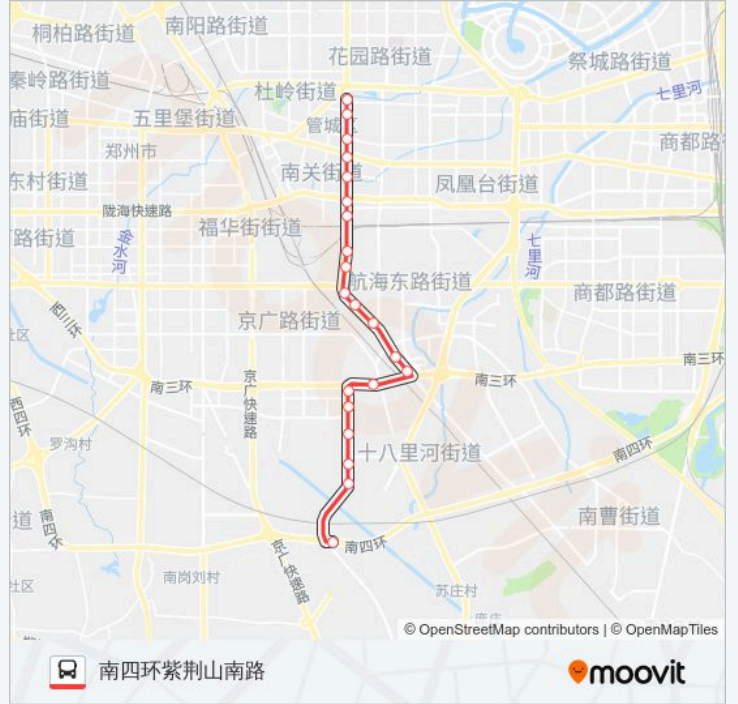 南阳路街道
桐柏路街道
花园路街道
祭城路街道
秦岭路街道
杜岭街道
七里河
庙街道
五里堡街道
管城区
商都路
郑州市
南关街道
东村街道
凤凰台街道
陇海快速路
福华街街道
路街道
金水河
七里河
航海东路街道
商都路街道
西三环
京广路街道
社区
南三环
南三环
南三环
京广快速路
西四环
罗沟村
十八里河街道
南四环
道
南四环
南曹街道
南四环
京广快速路
南岗刘村
社区
苏庄村
© OpenStreetMap contributors | © OpenMapTiles
南四环紫荆山南路
moovit